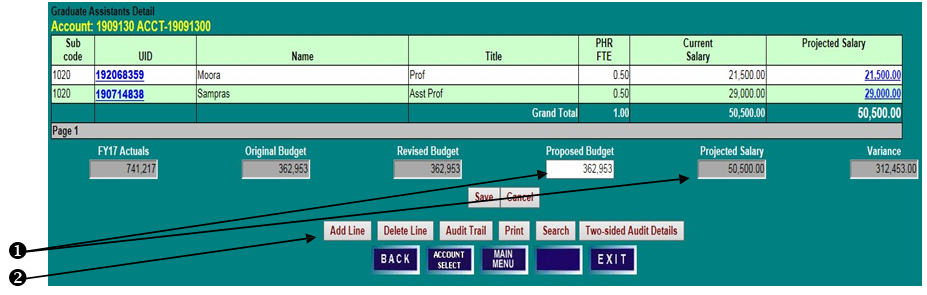 Graduate Assistants Detail
Account: 1909130 ACCT-19091300
Sub code UID Name Title PHR FTE Current Salary Projected Salary
1020 192068359 Moora Prof 0.50 21,500.00 21,500.00
1020 190714838 Sampras Asst Prof 0.50 29,000.00 29,000.00
Grand Total 1.00 50,500.00 50,500.00
Page 1
FY17 Actuals Original Budget Revised Budget Proposed Budget Projected Salary Variance
741,217 362,953 362,953 362,953 50,500.00 312,453.00
Save Cancel
❶
Add Line Delete Line Audit Trail Print Search Two-sided Audit Details
BACK ACCOUNT SELECT MAIN MENU EXIT
❷